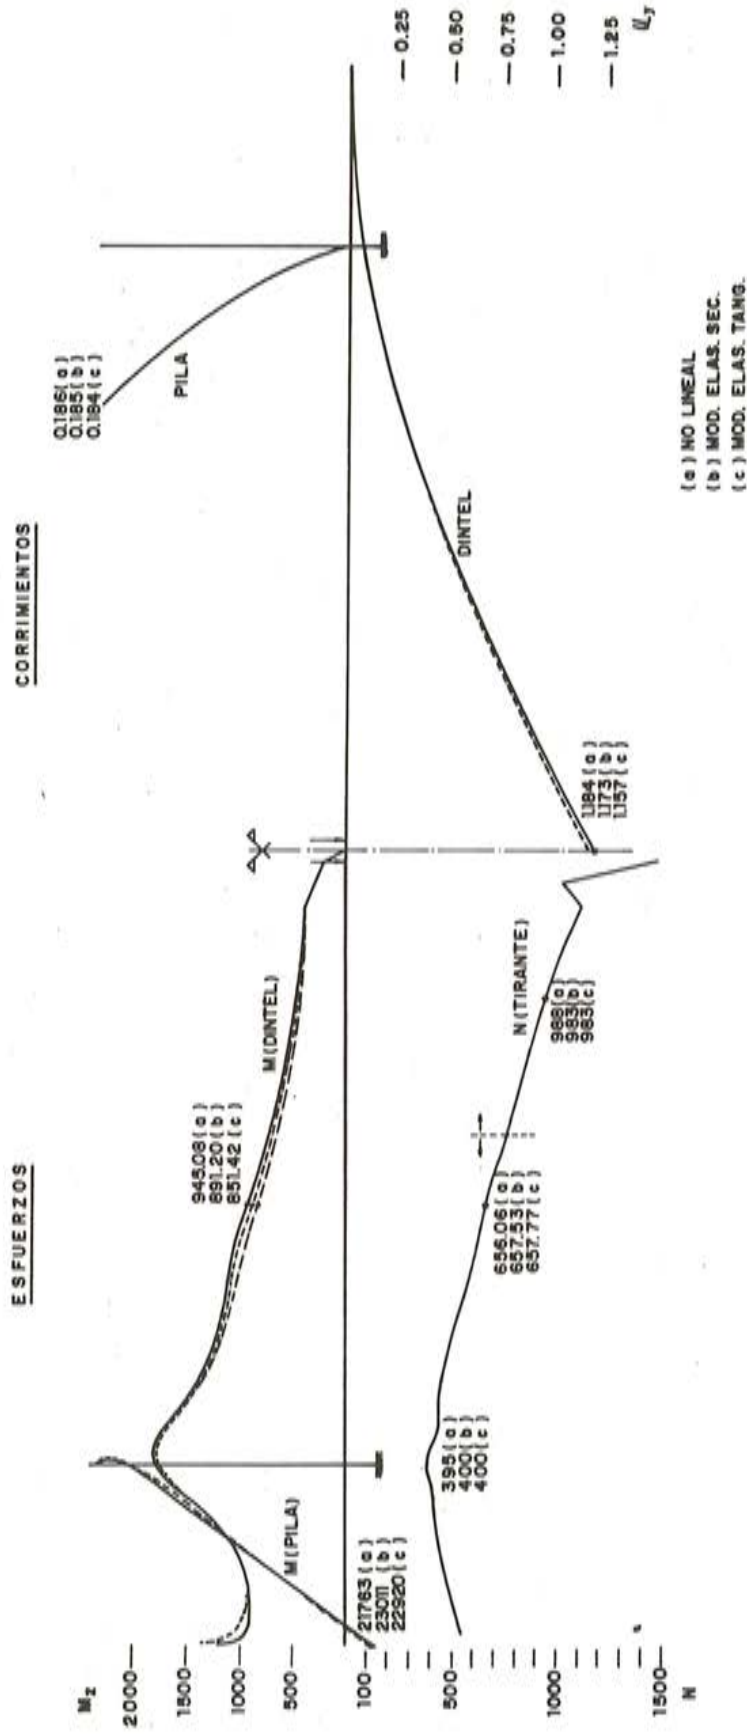 ESFUERZOS
CORRIMIENTOS
Mz
2000
1500
1000
500
100
500
1000
1500
N
M(PILA)
21763(a)
23011 (b)
22920(c)
945.08(a)
891.20(b)
851.42(c)
M(DINTEL)
395(a)
400(b)
400(c)
656.06(a)
657.53(b)
657.77(c)
N(TIRANTE)
988(a)
983(b)
983(c)
0.186(a)
0.185(b)
0.184(c)
PILA
DINTEL
1.184(a)
1.173(b)
1.157(c)
0.25
0.50
0.75
1.00
1.25
(a) NO LINEAL
(b) MOD. ELAS. SEC.
(c) MOD. ELAS. TANG.